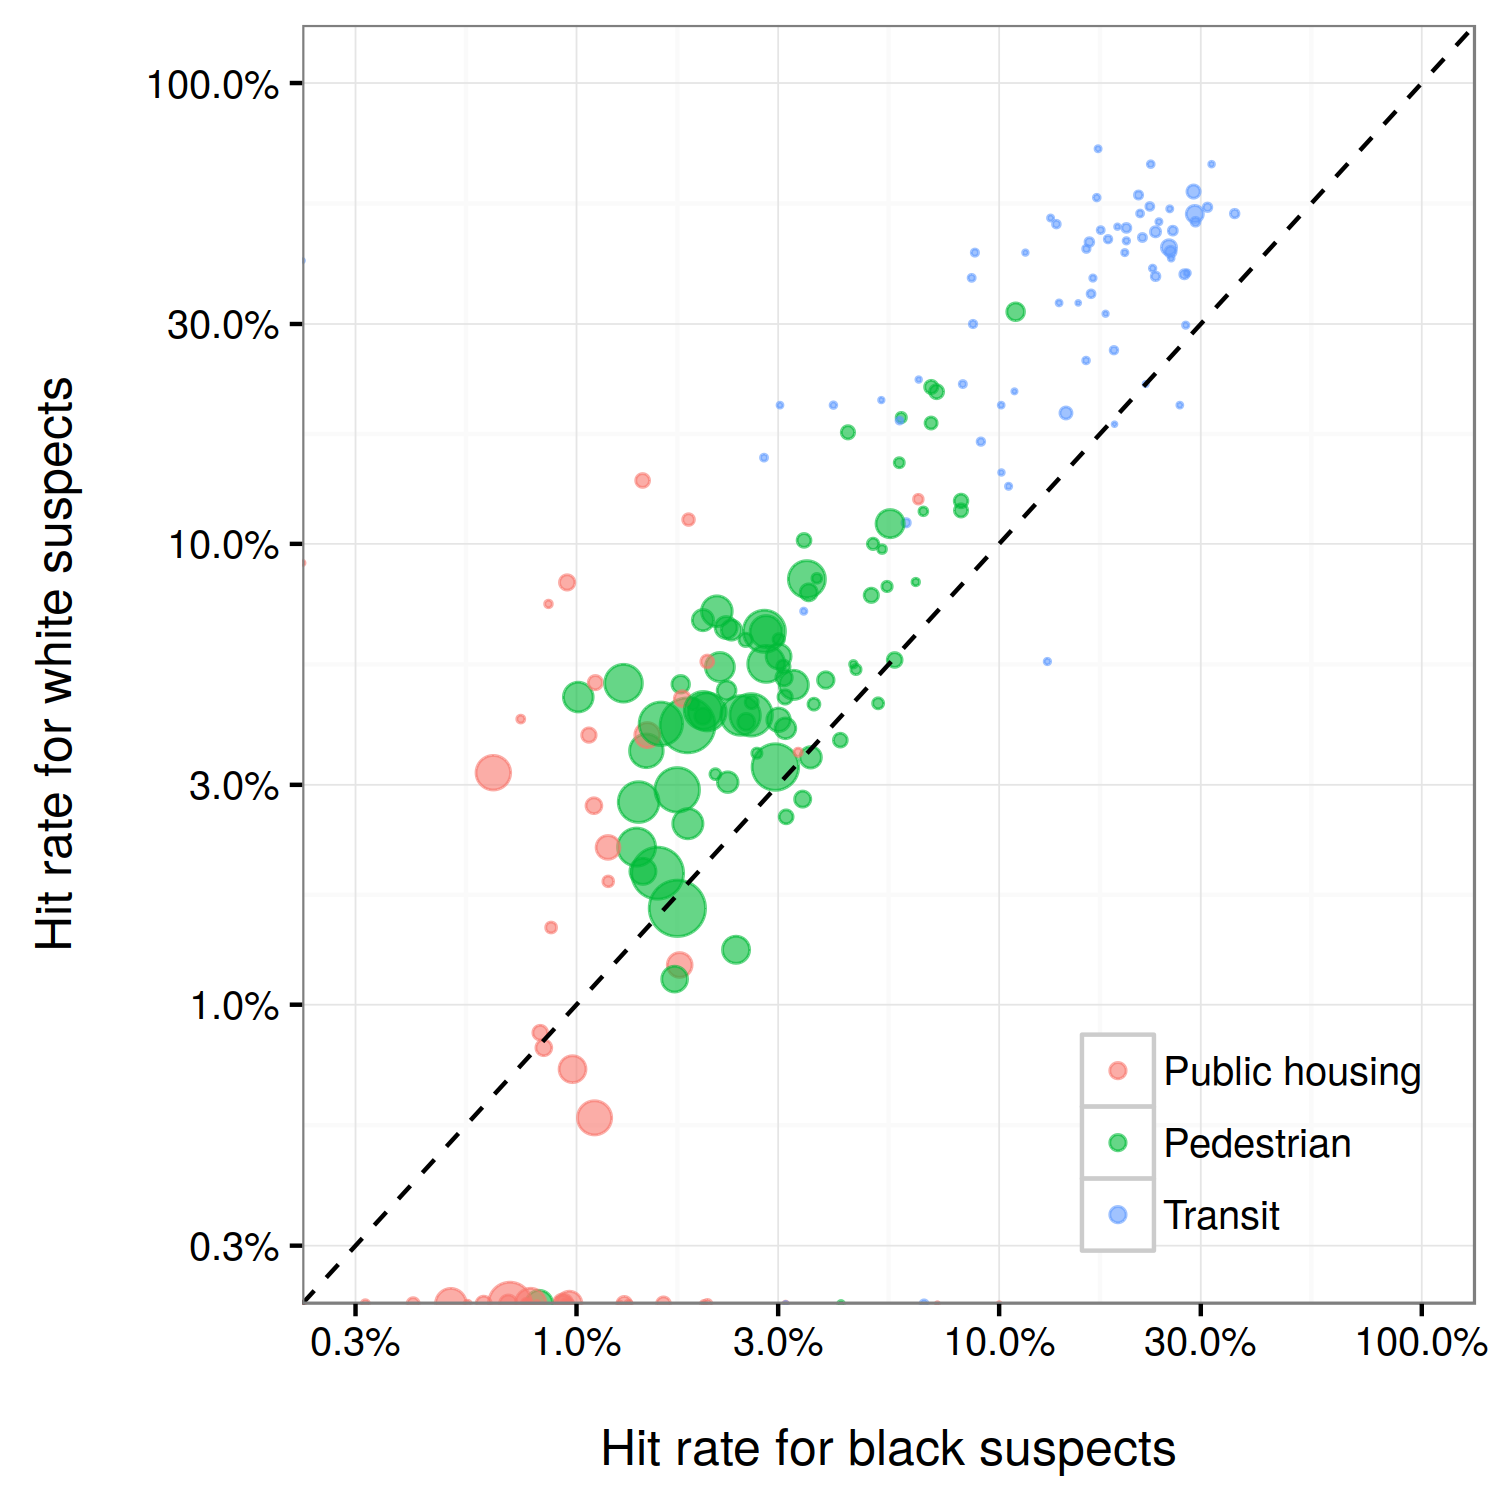 Hit rate for white suspects
100.0%
30.0%
10.0%
3.0%
1.0%
0.3%
Public housing
Pedestrian
Transit
0.3% 1.0% 3.0% 10.0% 30.0% 100.0%
Hit rate for black suspects